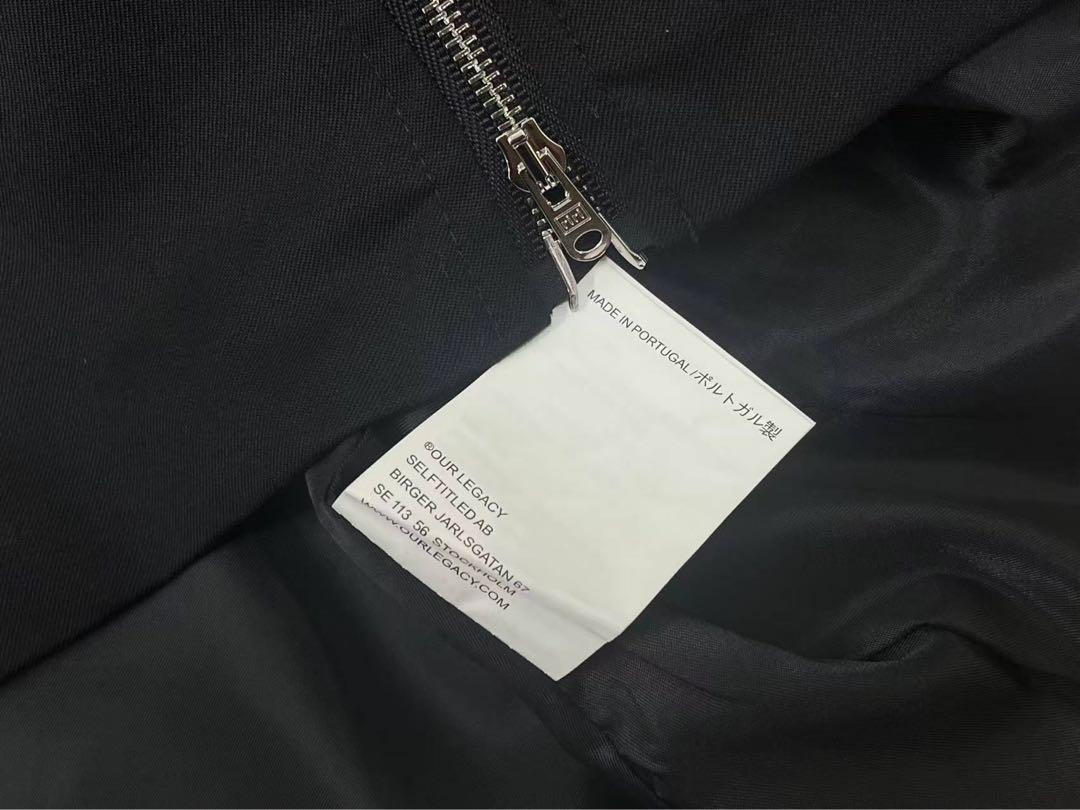 MADE IN PORTUGAL/ポルトガル製
®OUR LEGACY
SELFTITLED AB
BIRGER JARLSGATAN 67
SE 113 56 STOCKHOLM
WWW.OURLEGACY.COM